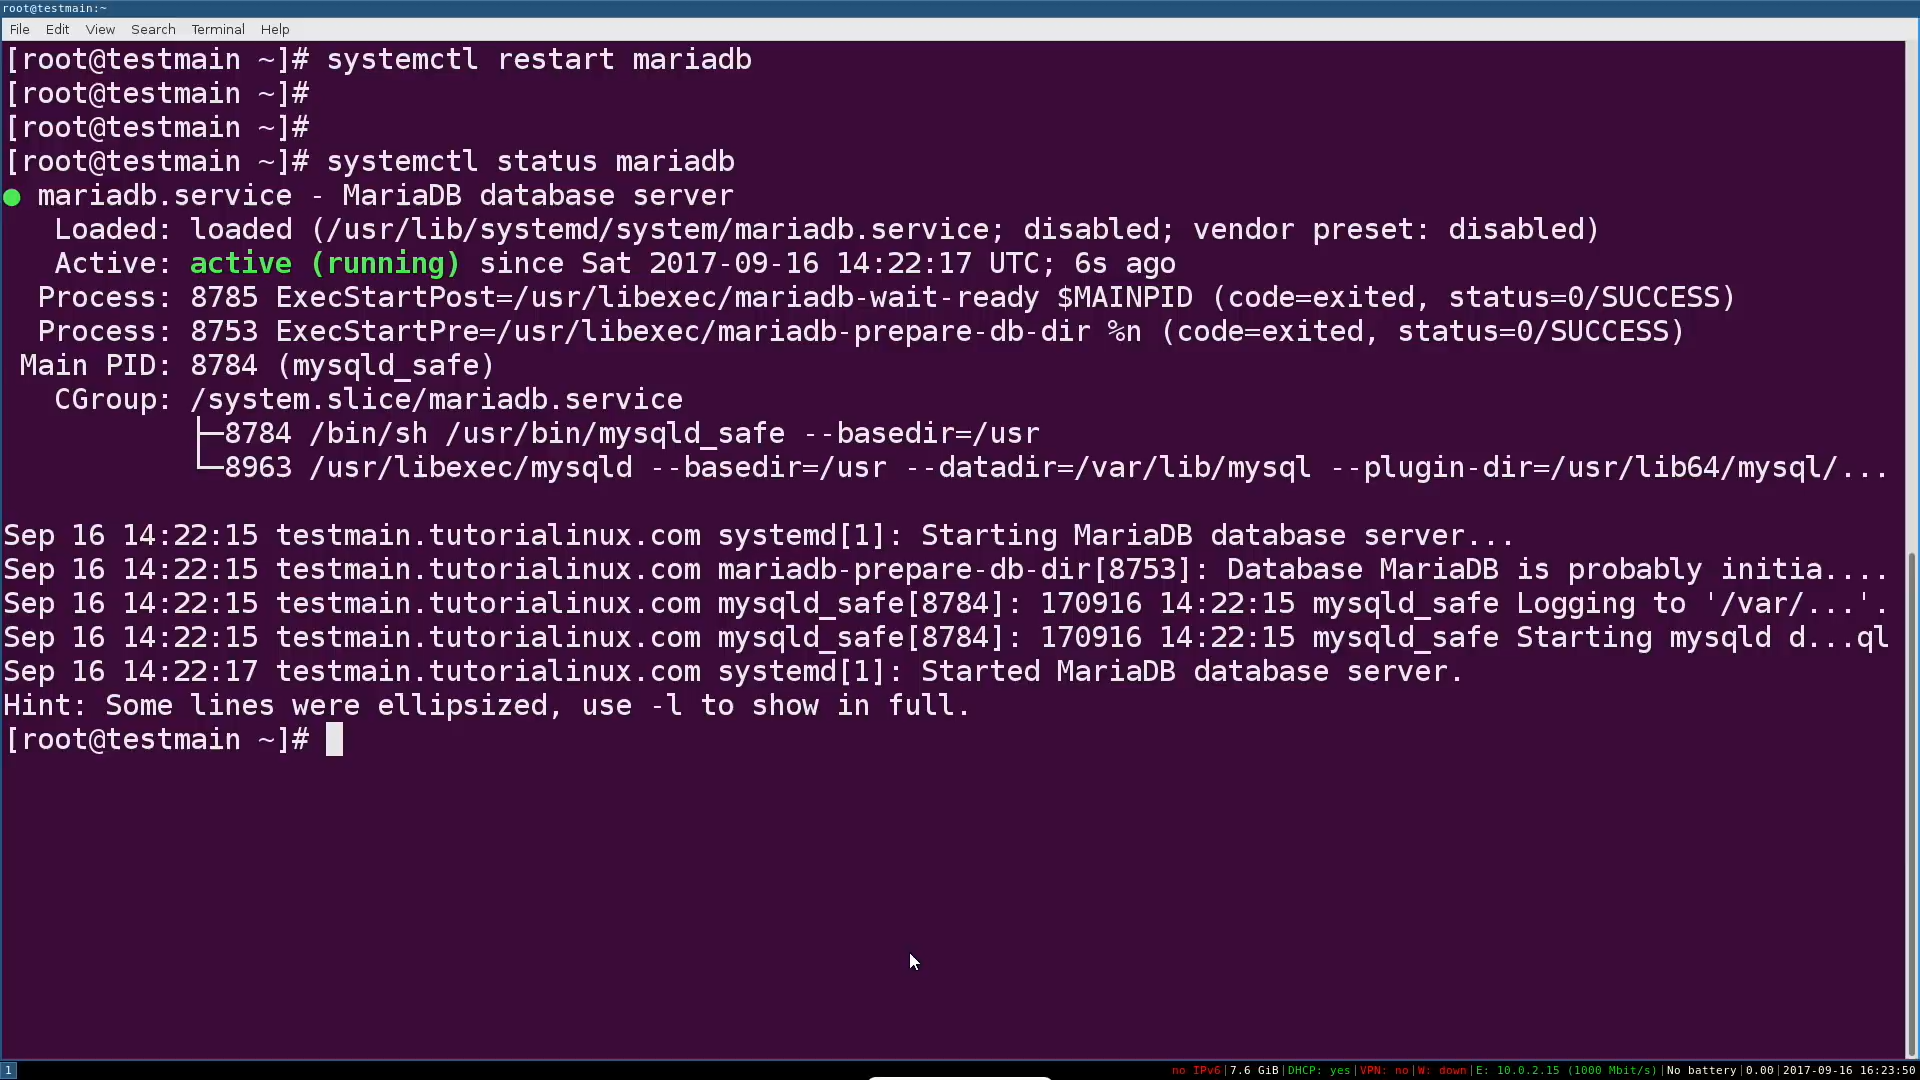 root@testmain:~
File Edit View Search Terminal Help
[root@testmain ~]# systemctl restart mariadb
[root@testmain ~]#
[root@testmain ~]#
[root@testmain ~]# systemctl status mariadb
● mariadb.service - MariaDB database server
   Loaded: loaded (/usr/lib/systemd/system/mariadb.service; disabled; vendor preset: disabled)
   Active: active (running) since Sat 2017-09-16 14:22:17 UTC; 6s ago
  Process: 8785 ExecStartPost=/usr/libexec/mariadb-wait-ready $MAINPID (code=exited, status=0/SUCCESS)
  Process: 8753 ExecStartPre=/usr/libexec/mariadb-prepare-db-dir %n (code=exited, status=0/SUCCESS)
 Main PID: 8784 (mysqld_safe)
   CGroup: /system.slice/mariadb.service
           ├─8784 /bin/sh /usr/bin/mysqld_safe --basedir=/usr
           └─8963 /usr/libexec/mysqld --basedir=/usr --datadir=/var/lib/mysql --plugin-dir=/usr/lib64/mysql/...
Sep 16 14:22:15 testmain.tutorialinux.com systemd[1]: Starting MariaDB database server...
Sep 16 14:22:15 testmain.tutorialinux.com mariadb-prepare-db-dir[8753]: Database MariaDB is probably initia....
Sep 16 14:22:15 testmain.tutorialinux.com mysqld_safe[8784]: 170916 14:22:15 mysqld_safe Logging to '/var/...'.
Sep 16 14:22:15 testmain.tutorialinux.com mysqld_safe[8784]: 170916 14:22:15 mysqld_safe Starting mysqld d...ql
Sep 16 14:22:17 testmain.tutorialinux.com systemd[1]: Started MariaDB database server.
Hint: Some lines were ellipsized, use -l to show in full.
[root@testmain ~]#
1 no IPv6|7.6 GiB|DHCP: yes|VPN: no|W: down|E: 10.0.2.15 (1000 Mbit/s)|No battery|0.00|2017-09-16 16:23:50